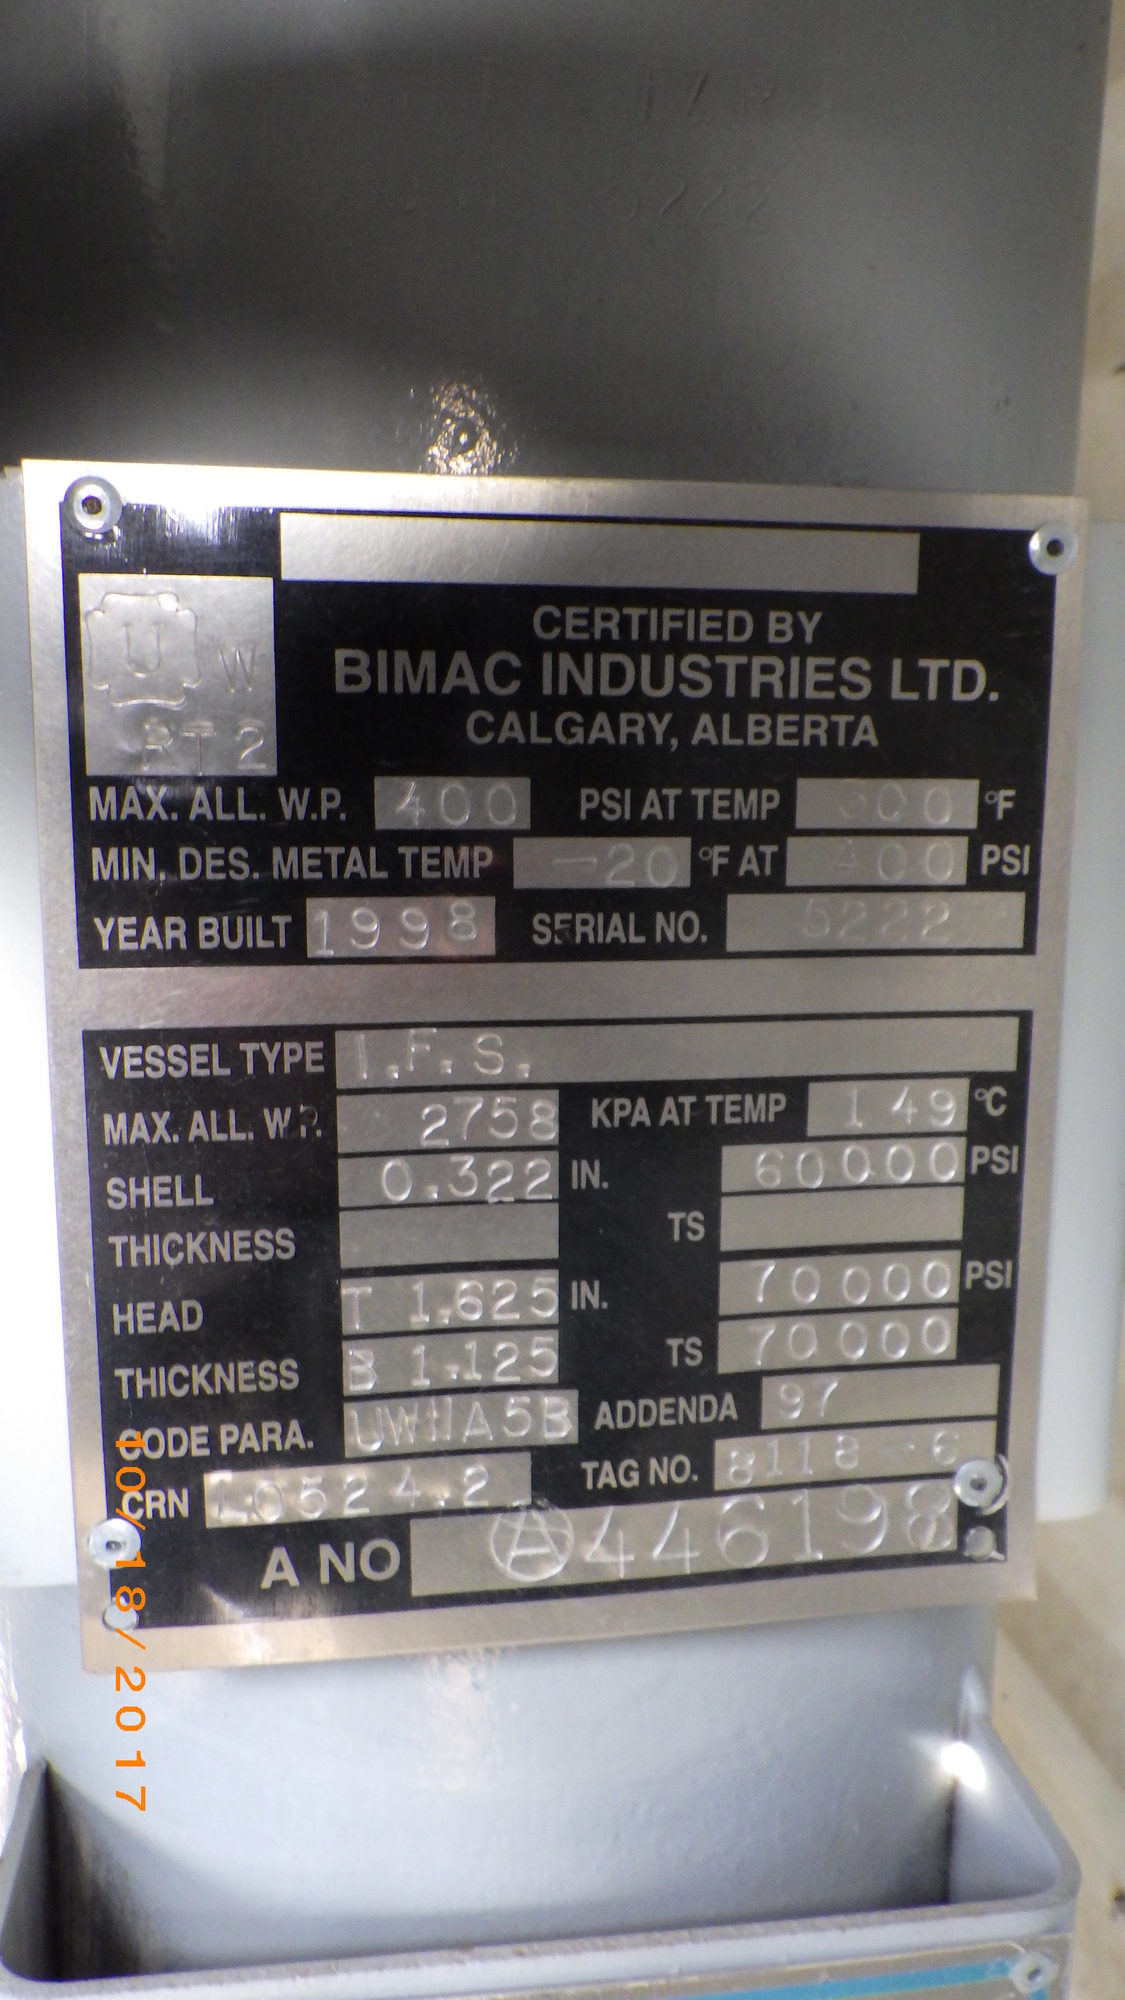 U W
RT 2
CERTIFIED BY
BIMAC INDUSTRIES LTD.
CALGARY, ALBERTA
MAX. ALL. W.P. 400 PSI AT TEMP 300 °F
MIN. DES. METAL TEMP -20 °F AT 400 PSI
YEAR BUILT 1998 SERIAL NO. 5222
VESSEL TYPE I.F.S.
MAX. ALL. W.P. 2758 KPA AT TEMP 149 °C
SHELL 0.322 IN. 60000 PSI
THICKNESS TS
HEAD T 1.625 IN. 70000 PSI
THICKNESS B 1.125 TS 70000
CODE PARA. ADDENDA 97
CRN TAG NO. 8118-6
A NO A446198
10/18/2017